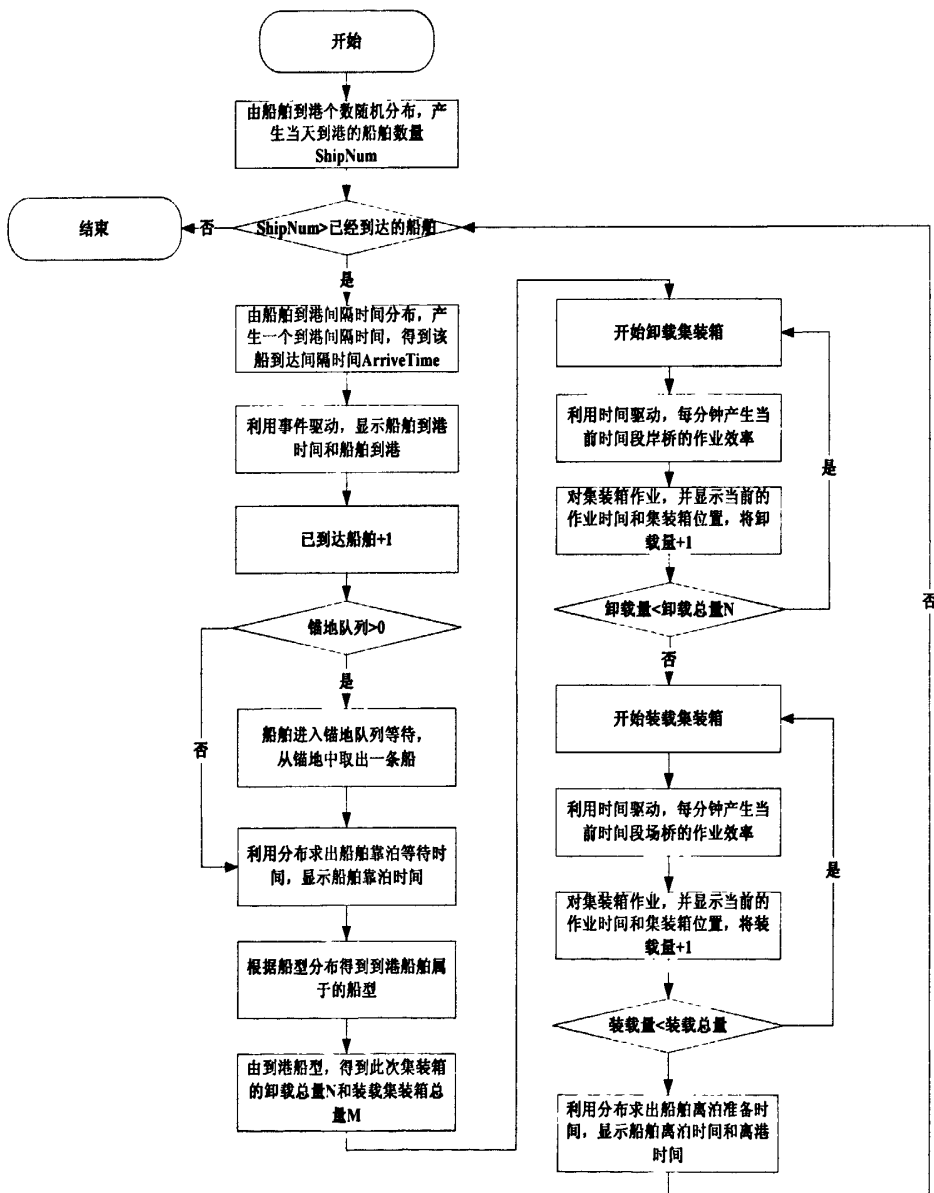 开始
由船舶到港个数随机分布，产
生当天到港的船舶数量
ShipNum
结束
否
ShipNum>已经到达的船舶
是
由船舶到港间隔时间分布，产
生一个到港间隔时间，得到该
船到达间隔时间ArriveTime
利用事件驱动，显示船舶到港
时间和船舶到港
已到达船舶+1
锚地队列>0
是
否
船舶进入锚地队列等待，
从锚地中取出一条船
利用分布求出船舶靠泊等待时
间，显示船舶靠泊时间
根据船型分布得到到港船舶属
于的船型
由到港船型，得到此次集装箱
的卸载总量N和装载集装箱总
量M
开始卸载集装箱
利用时间驱动，每分钟产生当
前时间段岸桥的作业效率
是
对集装箱作业，并显示当前的
作业时间和集装箱位置，将卸
载量+1
卸载量<卸载总量N
否
否
开始装载集装箱
利用时间驱动，每分钟产生当
前时间段场桥的作业效率
是
对集装箱作业，并显示当前的
作业时间和集装箱位置，将装
载量+1
装载量<装载总量
利用分布求出船舶离泊准备时
间，显示船舶离泊时间和离港
时间